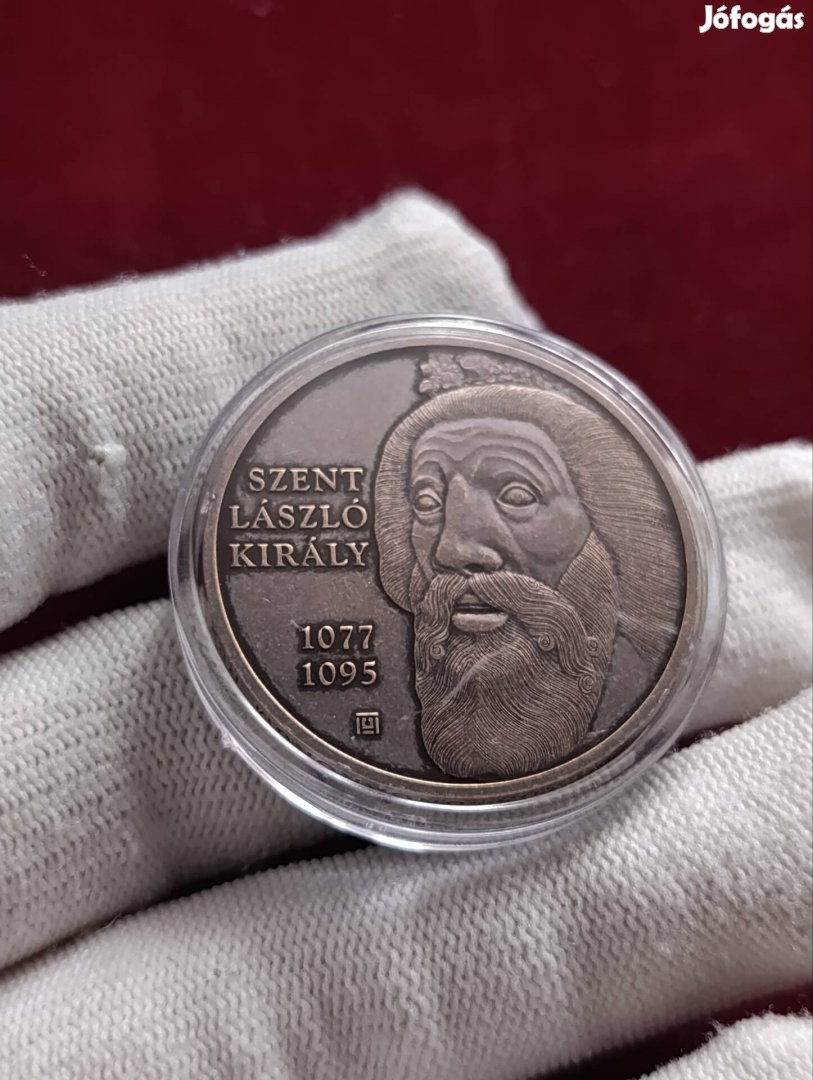 Jófogás
SZENT
LÁSZLÓ
KIRÁLY
1077
1095